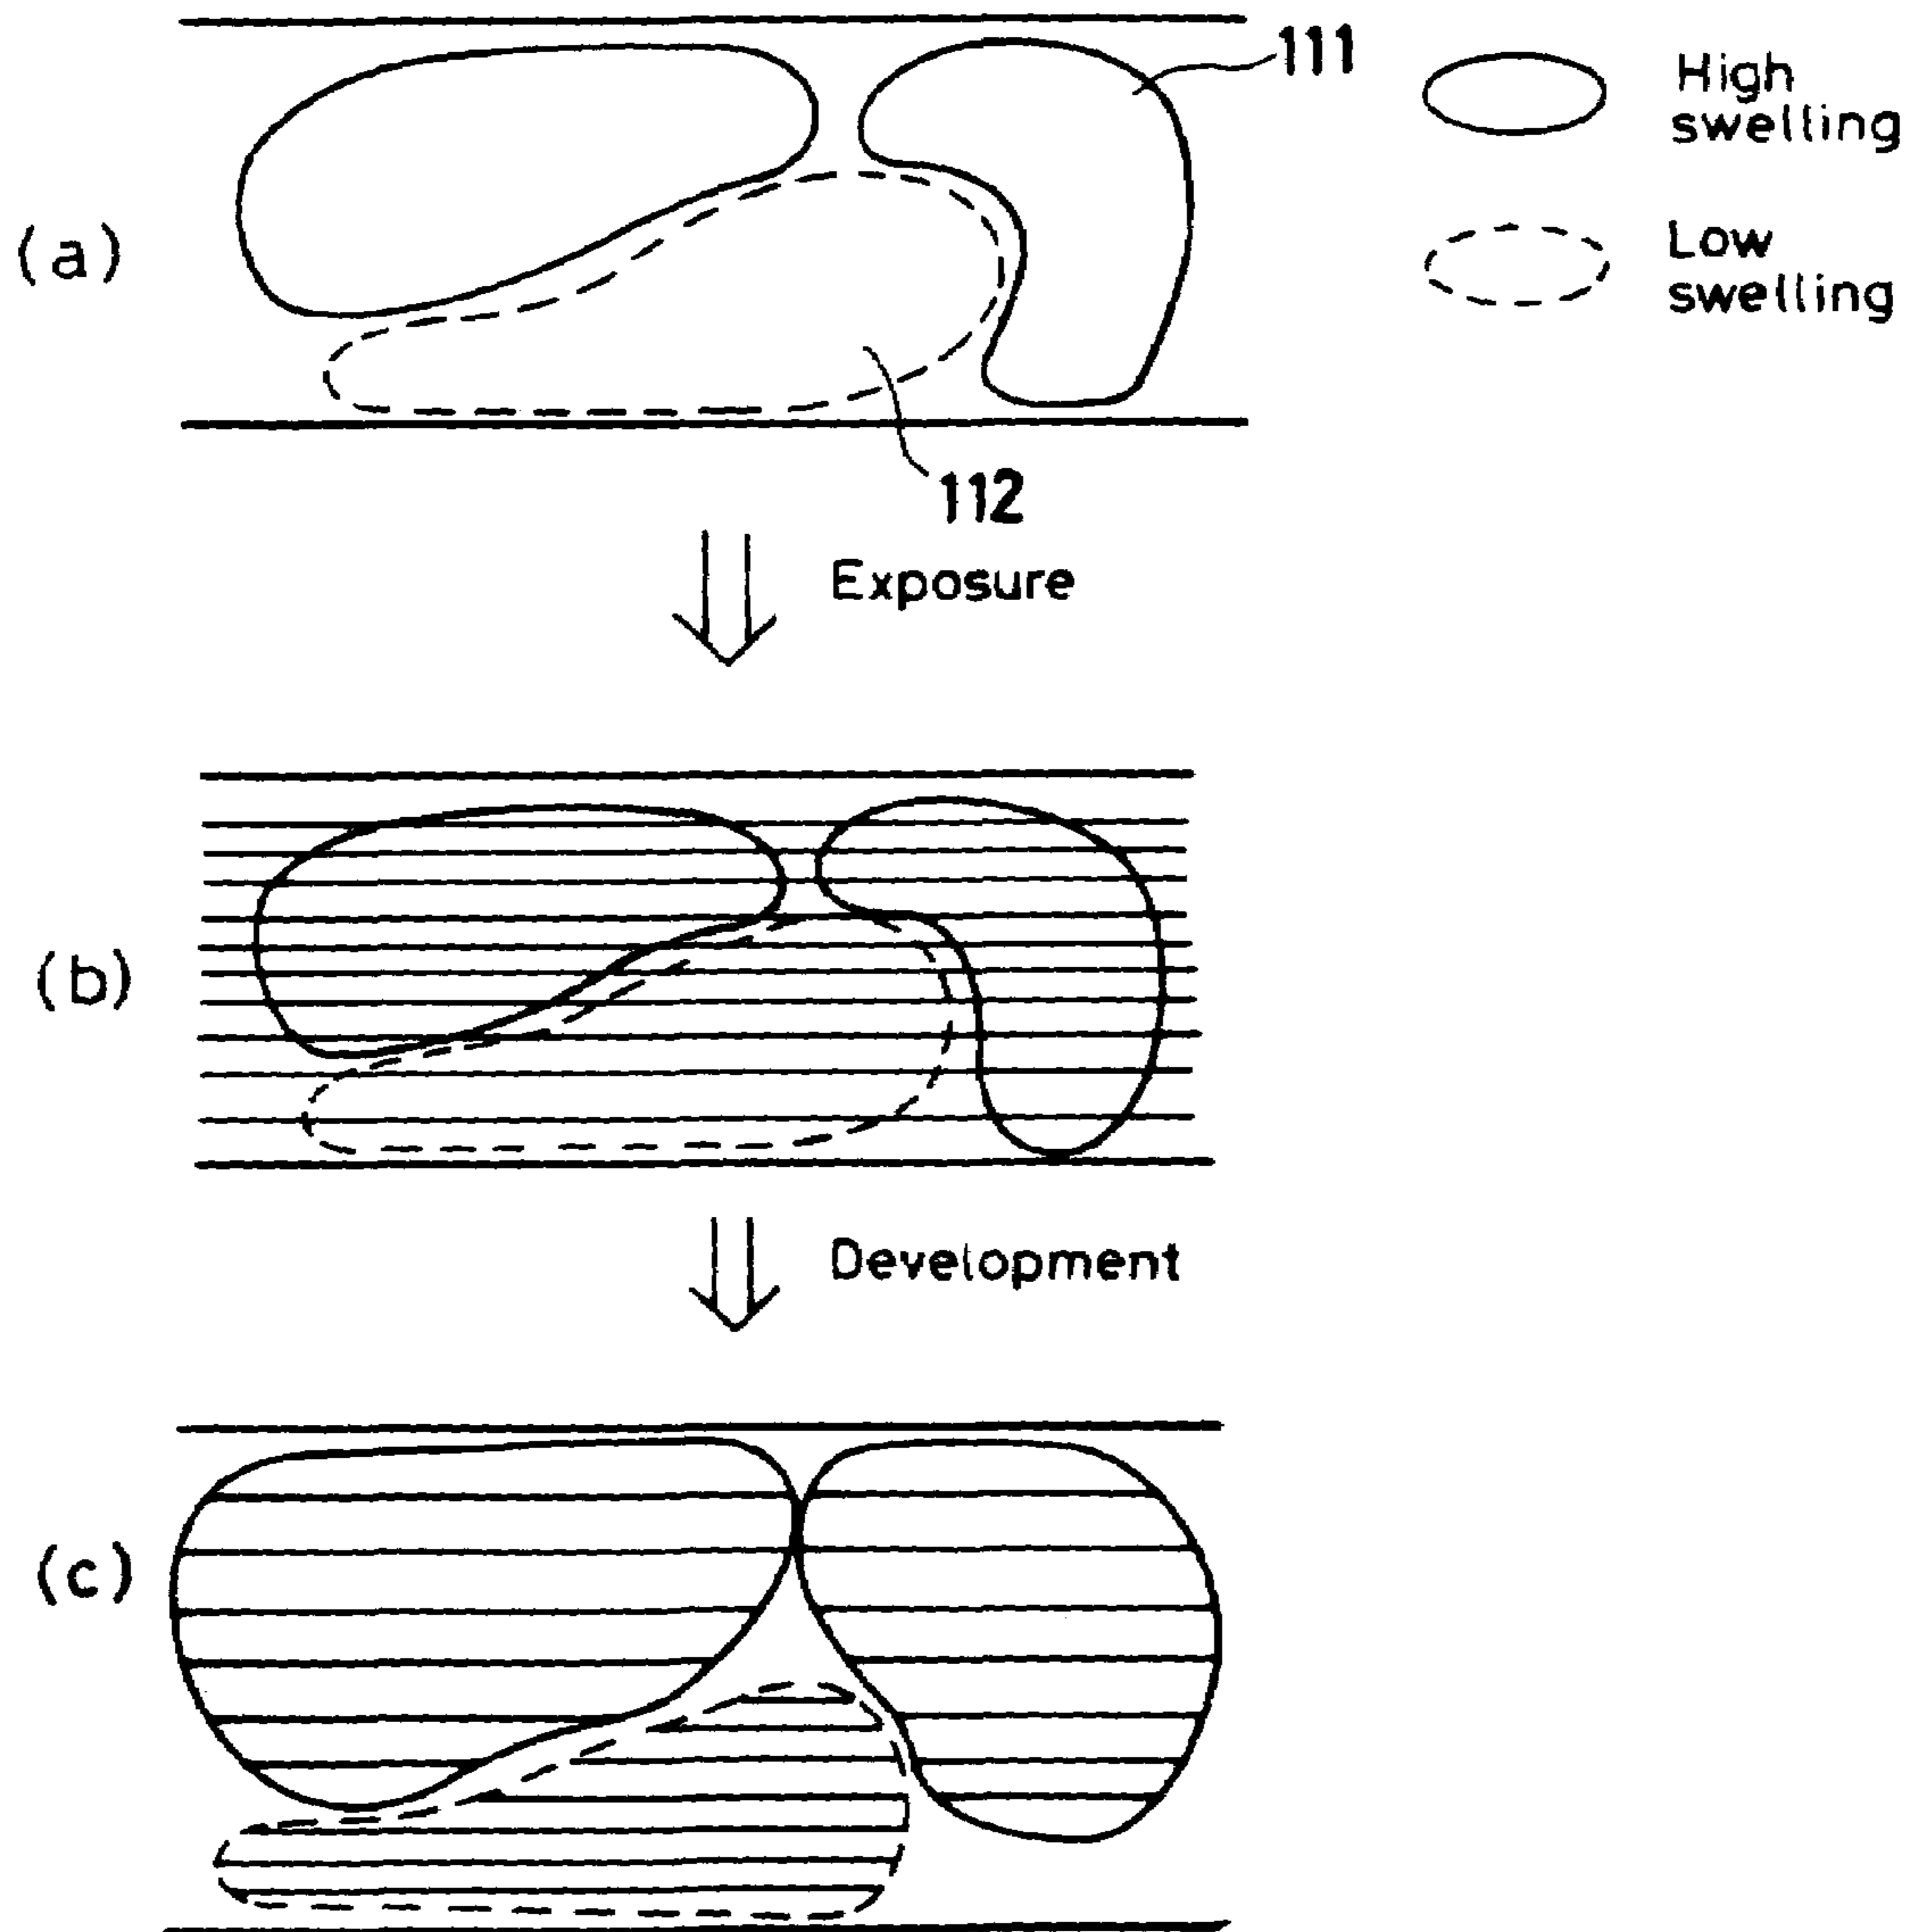 111
High
swelling
(a)
Low
swelling
112
Exposure
(b)
Development
(c)